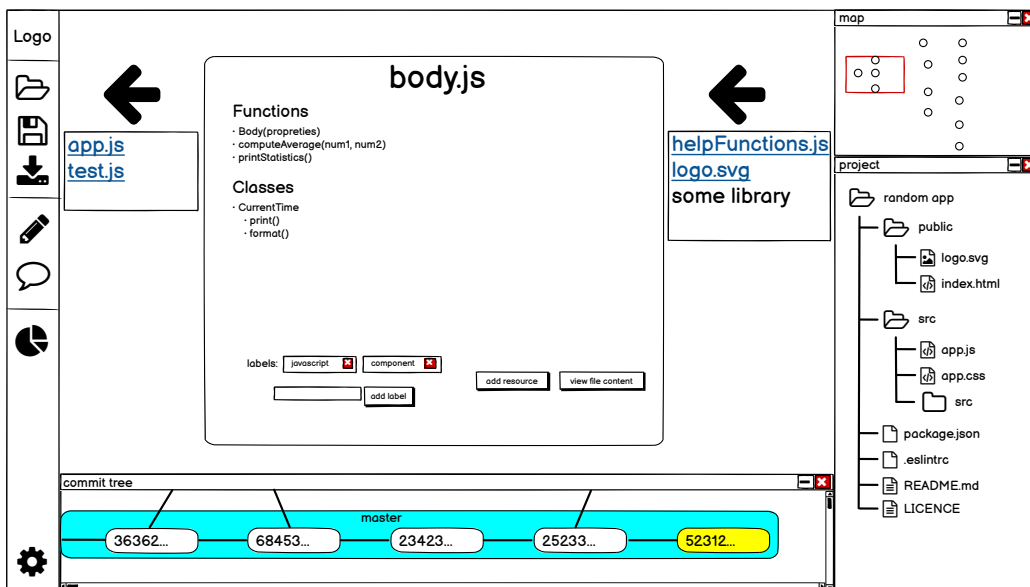 Logo
app.js
test.js
body.js
Functions
· Body(propreties)
· computeAverage(num1, num2)
· printStatistics()
Classes
· CurrentTime
· print()
· format()
labels: javascript component
add label
add resource view file content
helpFunctions.js
logo.svg
some library
map
project
random app
public
logo.svg
index.html
src
app.js
app.css
src
package.json
.eslintrc
README.md
LICENCE
commit tree
master
36362... 68453... 23423... 25233... 52312...